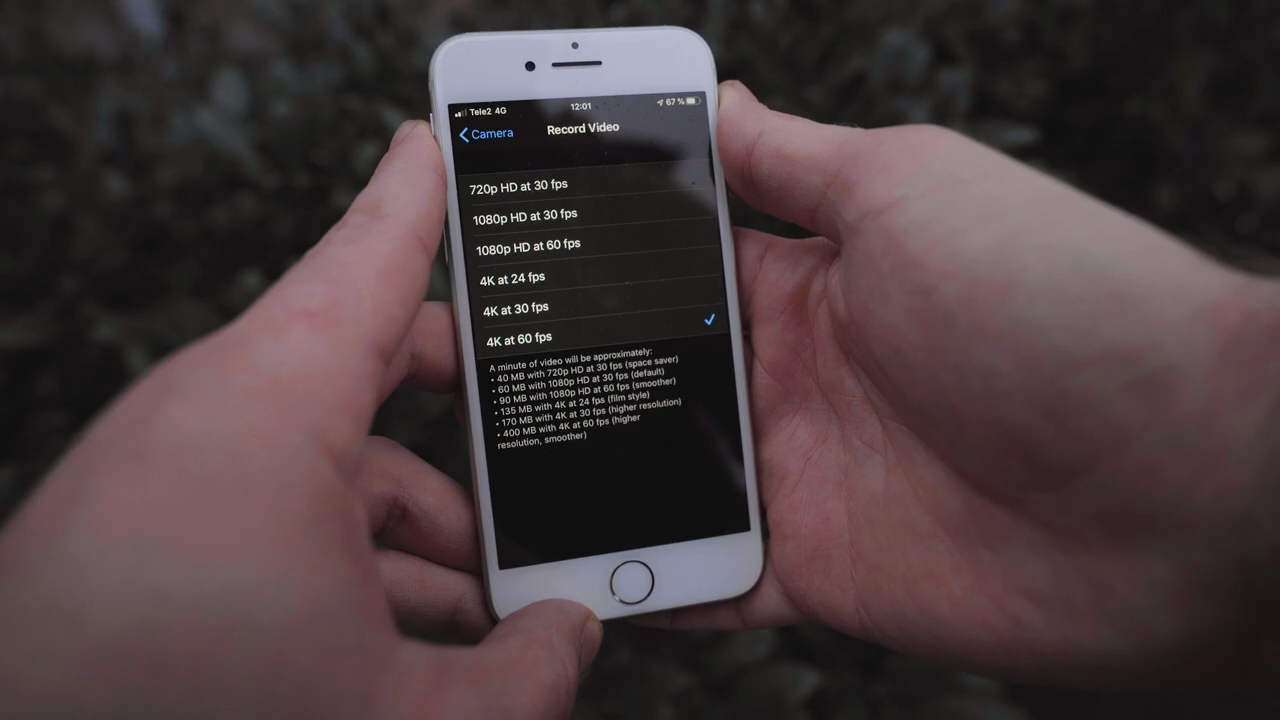 Tele2 4G 12:01 67 %
Camera Record Video
720p HD at 30 fps
1080p HD at 30 fps
1080p HD at 60 fps
4K at 24 fps
4K at 30 fps
4K at 60 fps
A minute of video will be approximately:
• 40 MB with 720p HD at 30 fps (space saver)
• 60 MB with 1080p HD at 30 fps (default)
• 90 MB with 1080p HD at 60 fps (smoother)
• 135 MB with 4K at 24 fps (film style)
• 170 MB with 4K at 30 fps (higher resolution)
• 400 MB with 4K at 60 fps (higher
resolution, smoother)